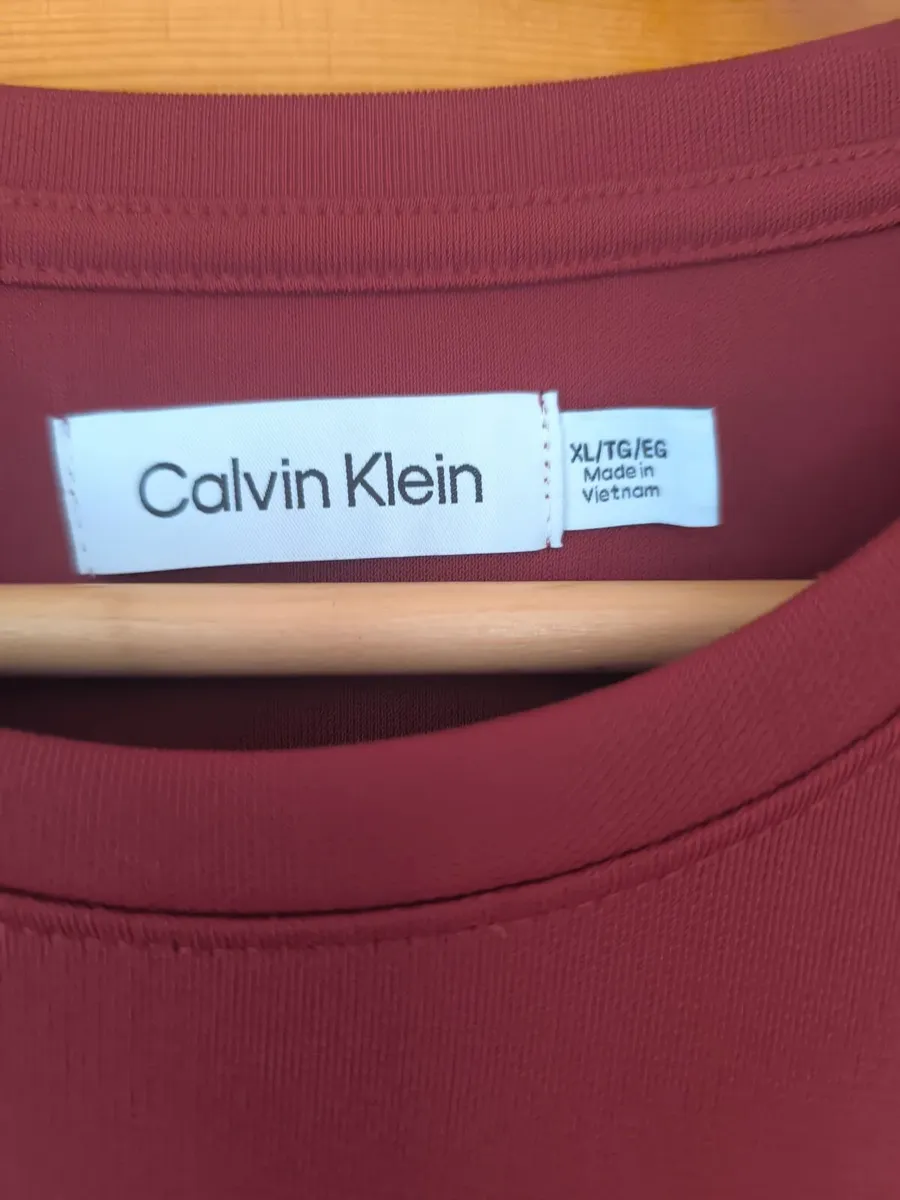 Calvin Klein
XL/TG/EG
Made in
Vietnam